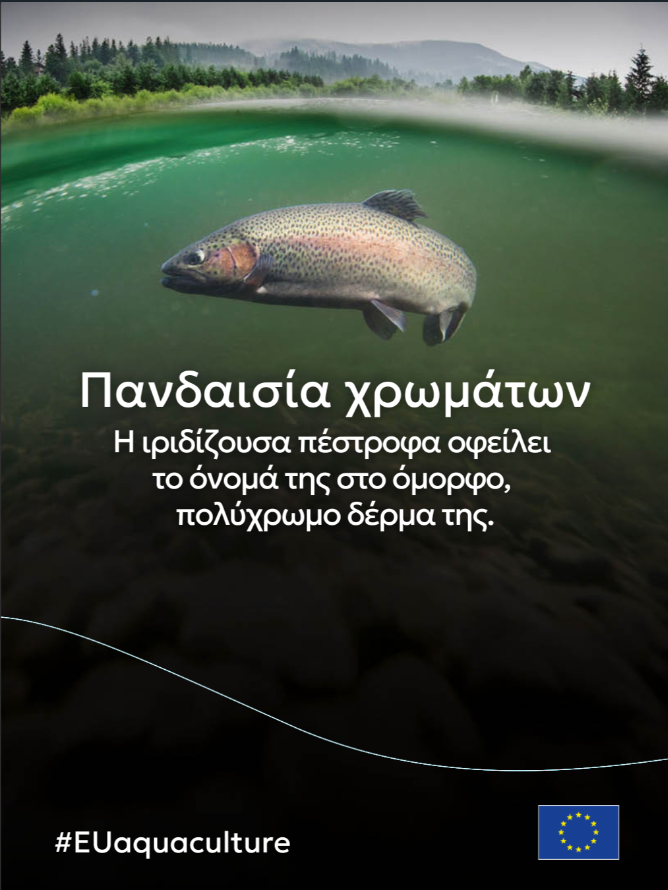 Πανδαισία χρωμάτων
Η ιριδίζουσα πέστροφα οφείλει
το όνομά της στο όμορφο,
πολύχρωμο δέρμα της.
#EUaquaculture